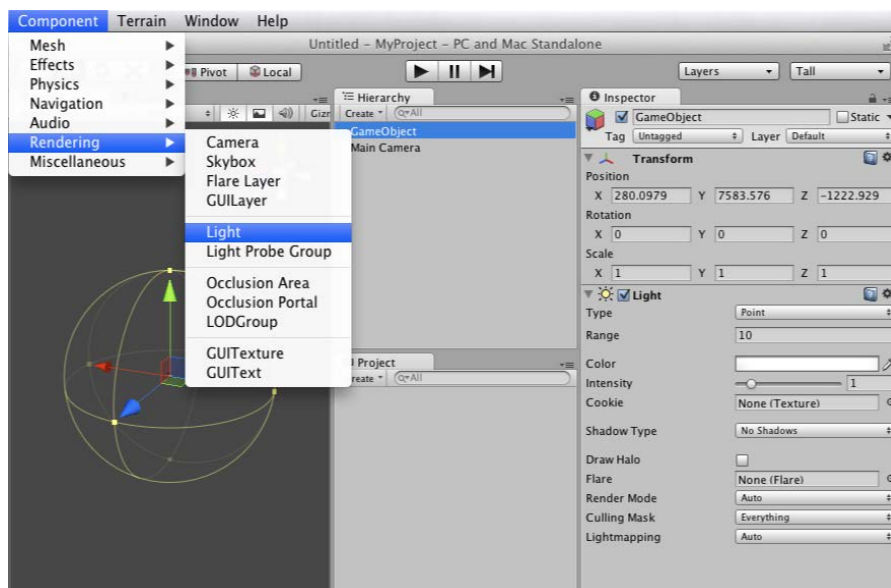 Component Terrain Window Help
Untitled - MyProject - PC and Mac Standalone
Mesh
Effects
Physics
Navigation
Audio
Rendering
Miscellaneous
Camera
Skybox
Flare Layer
GUILayer
Light
Light Probe Group
Occlusion Area
Occlusion Portal
LODGroup
GUITexture
GUIText
Pivot Local
Layers Tall
Hierarchy
Create All
GameObject
Main Camera
Project
All
Inspector
GameObject Static
Tag Untagged Layer Default
Transform
Position
X 280.0979 Y 7583.576 Z -1222.929
Rotation
X 0 Y 0 Z 0
Scale
X 1 Y 1 Z 1
Light
Type Point
Range 10
Color
Intensity 1
Cookie None (Texture)
Shadow Type No Shadows
Draw Halo
Flare None (Flare)
Render Mode Auto
Culling Mask Everything
Lightmapping Auto